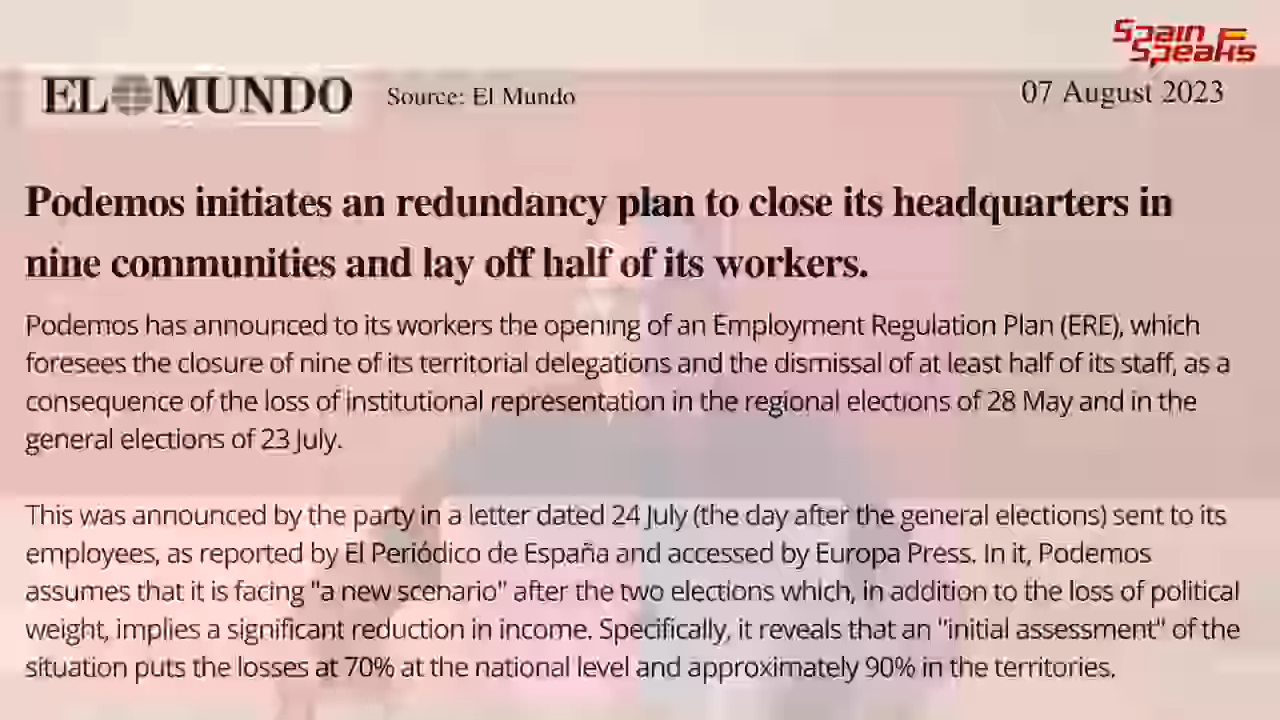 Spain
Speaks
EL MUNDO
Source: El Mundo
07 August 2023
Podemos initiates an redundancy plan to close its headquarters in
nine communities and lay off half of its workers.
Podemos has announced to its workers the opening of an Employment Regulation Plan (ERE), which
foresees the closure of nine of its territorial delegations and the dismissal of at least half of its staff, as a
consequence of the loss of institutional representation in the regional elections of 28 May and in the
general elections of 23 July.
This was announced by the party in a letter dated 24 July (the day after the general elections) sent to its
employees, as reported by El Periódico de España and accessed by Europa Press. In it, Podemos
assumes that it is facing "a new scenario" after the two elections which, in addition to the loss of political
weight, implies a significant reduction in income. Specifically, it reveals that an "initial assessment" of the
situation puts the losses at 70% at the national level and approximately 90% in the territories.